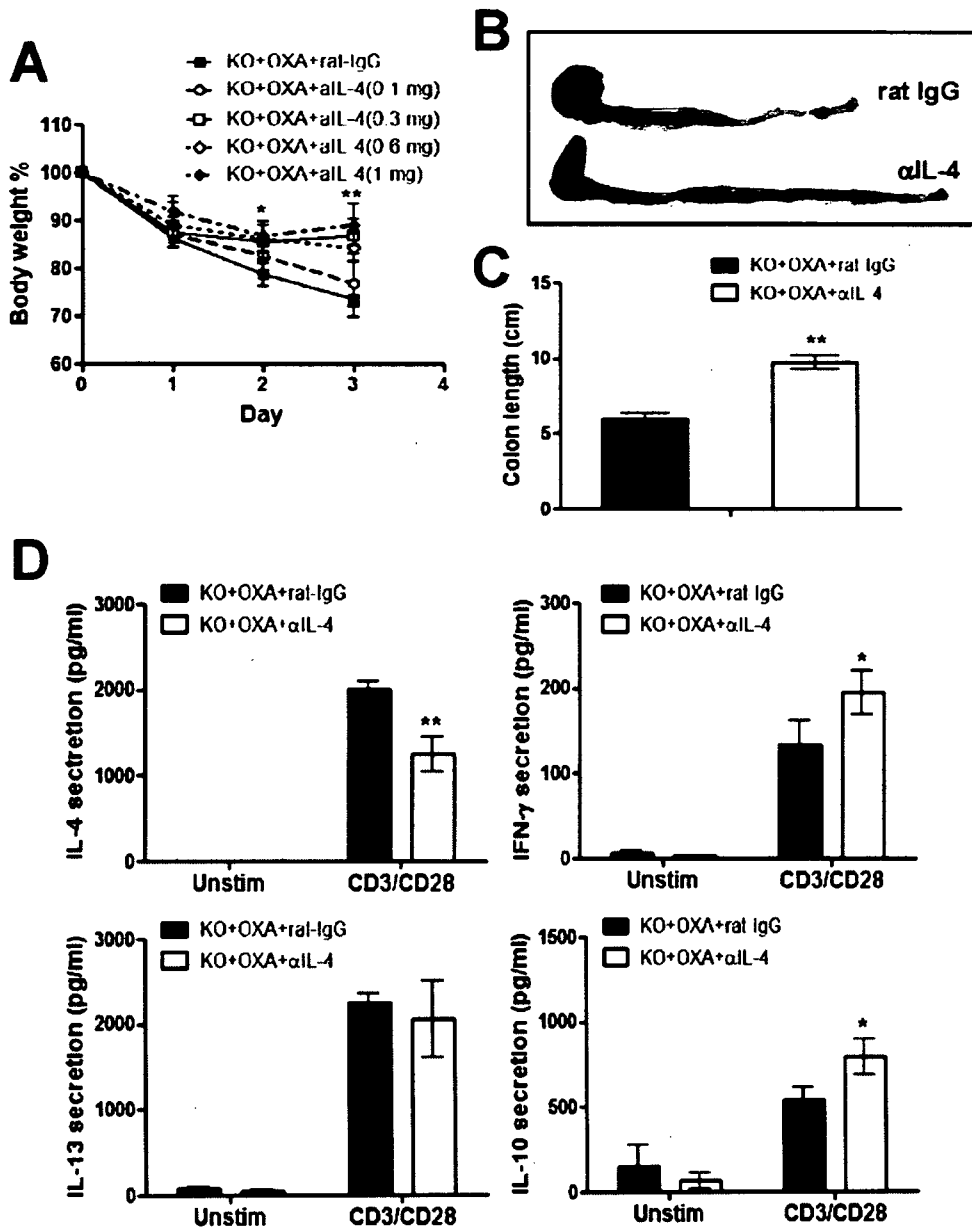 A
KO+OXA+rat-IgG
KO+OXA+aIL-4(0 1 mg)
KO+OXA+aIL-4(0.3 mg)
KO+OXA+aIL 4(0 6 mg)
KO+OXA+aIL 4(1 mg)
Body weight %
110
100
90
80
70
60
* **
0 1 2 3 4
Day
B
rat IgG
αIL-4
C
KO+OXA+rat IgG
KO+OXA+αIL 4
Colon length (cm)
15
10
5
0
**
D
KO+OXA+rat-IgG
KO+OXA+αIL-4
IL-4 sectretion (pg/ml)
3000
2000
1000
0
**
Unstim CD3/CD28
KO+OXA+rat IgG
KO+OXA+αIL-4
IFN-γ secretion (pg/ml)
300
200
100
0
*
Unstim CD3/CD28
KO+OXA+rat-IgG
KO+OXA+αIL-4
IL-13 secretion (pg/ml)
3000
2000
1000
0
Unstim CD3/CD28
KO+OXA+rat IgG
KO+OXA+αIL-4
IL-10 secretion (pg/ml)
1500
1000
500
0
*
Unstim CD3/CD28